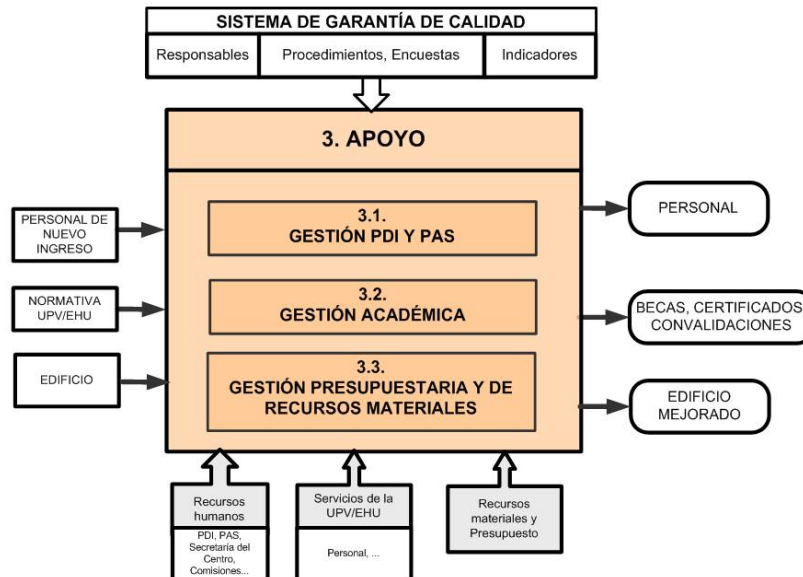 SISTEMA DE GARANTÍA DE CALIDAD
Responsables
Procedimientos, Encuestas
Indicadores
3. APOYO
PERSONAL DE
NUEVO
INGRESO
NORMATIVA
UPV/EHU
EDIFICIO
3.1.
GESTIÓN PDI Y PAS
3.2.
GESTIÓN ACADÉMICA
3.3.
GESTIÓN PRESUPUESTARIA Y DE
RECURSOS MATERIALES
PERSONAL
BECAS, CERTIFICADOS
CONVALIDACIONES
EDIFICIO
MEJORADO
Recursos
humanos
PDI, PAS,
Secretaría del
Centro,
Comisiones...
Servicios de la
UPV/EHU
Personal, ...
Recursos
materiales y
Presupuesto